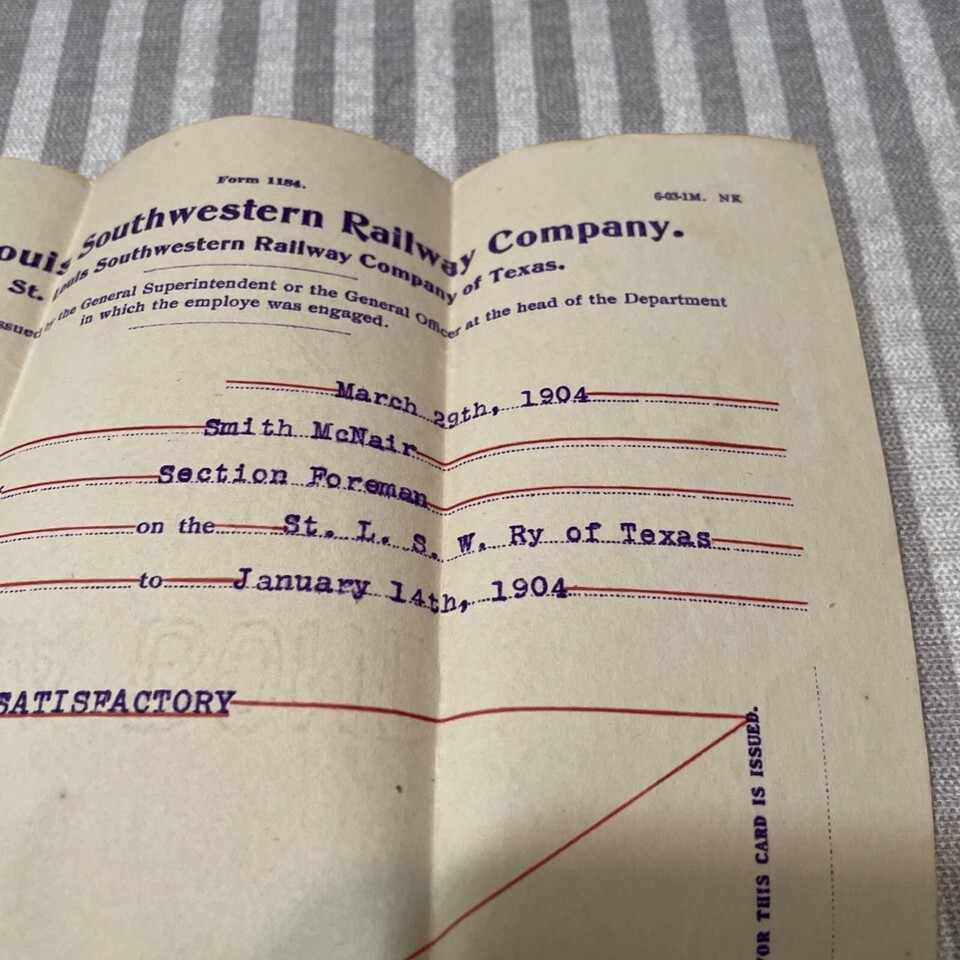 Form 1184.
6-03-1M. NK
ouis Southwestern Railway Company.
St. Louis Southwestern Railway Company of Texas.
ssued by the General Superintendent or the General Officer at the head of the Department
in which the employe was engaged.
March 29th, 1904
Smith McNair
Section Foreman
on the St. L. S. W. Ry of Texas
to January 14th, 1904
SATISFACTORY
OR THIS CARD IS ISSUED.